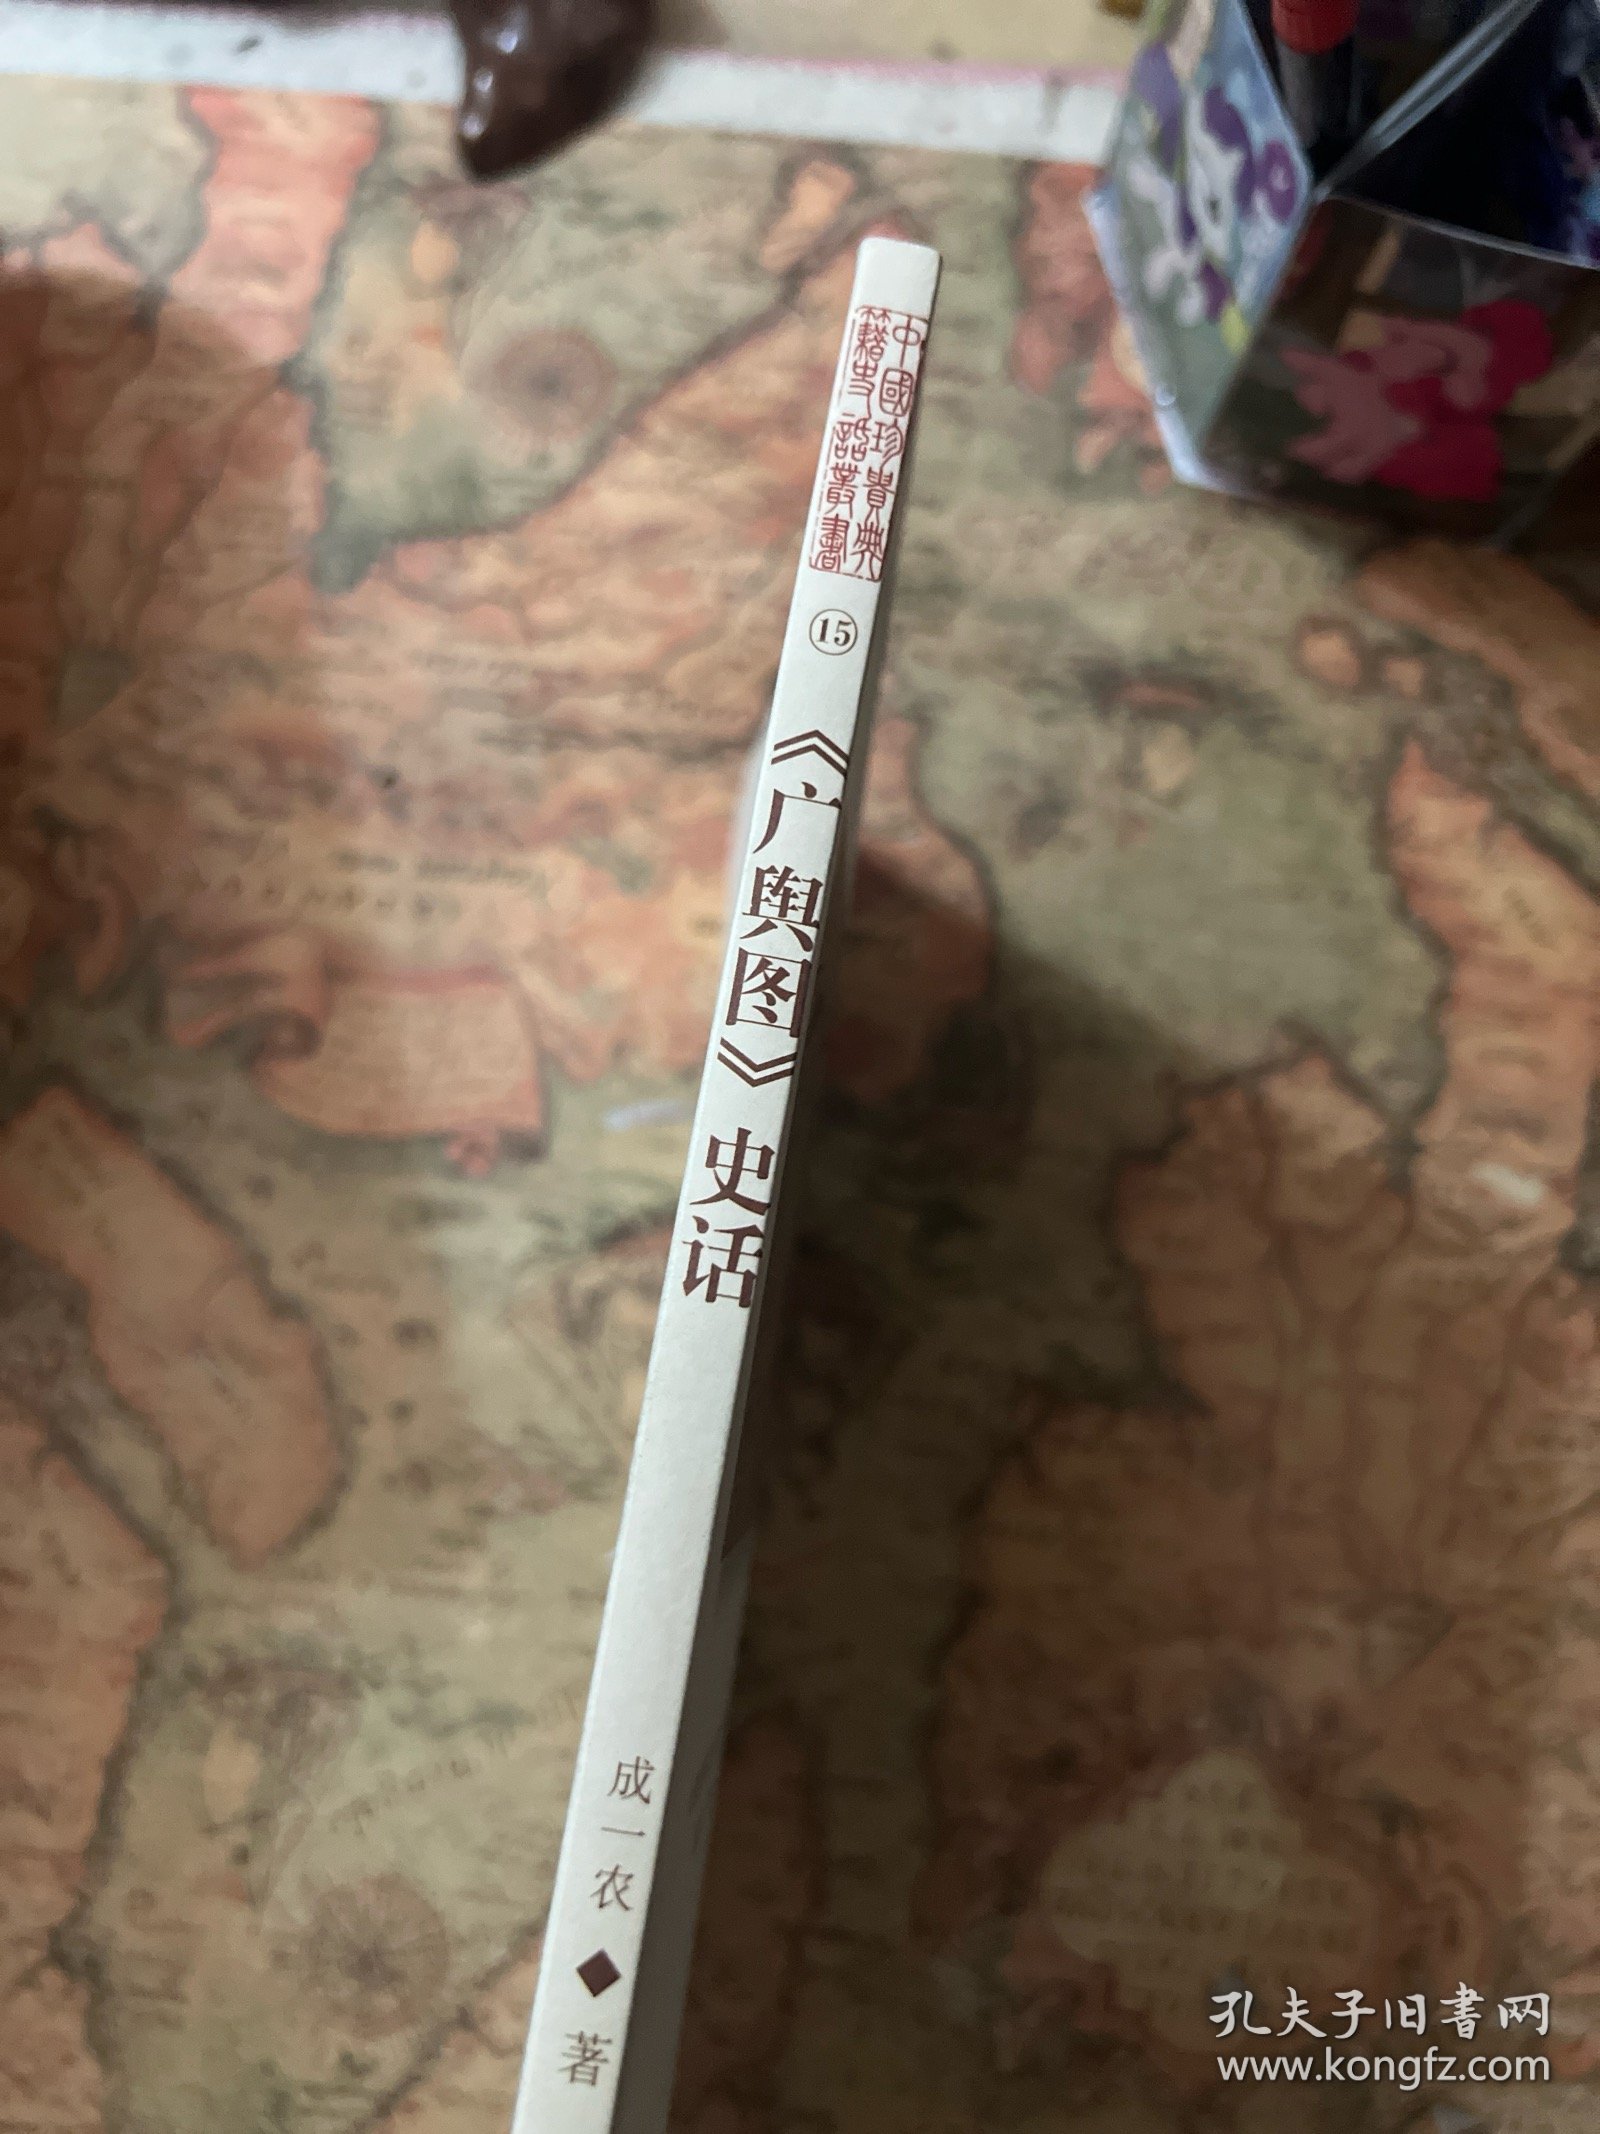 中國珍貴典
籍史話叢書
⑮
《广舆图》史话
成一农◆著
孔夫子旧书网
www.kongfz.com